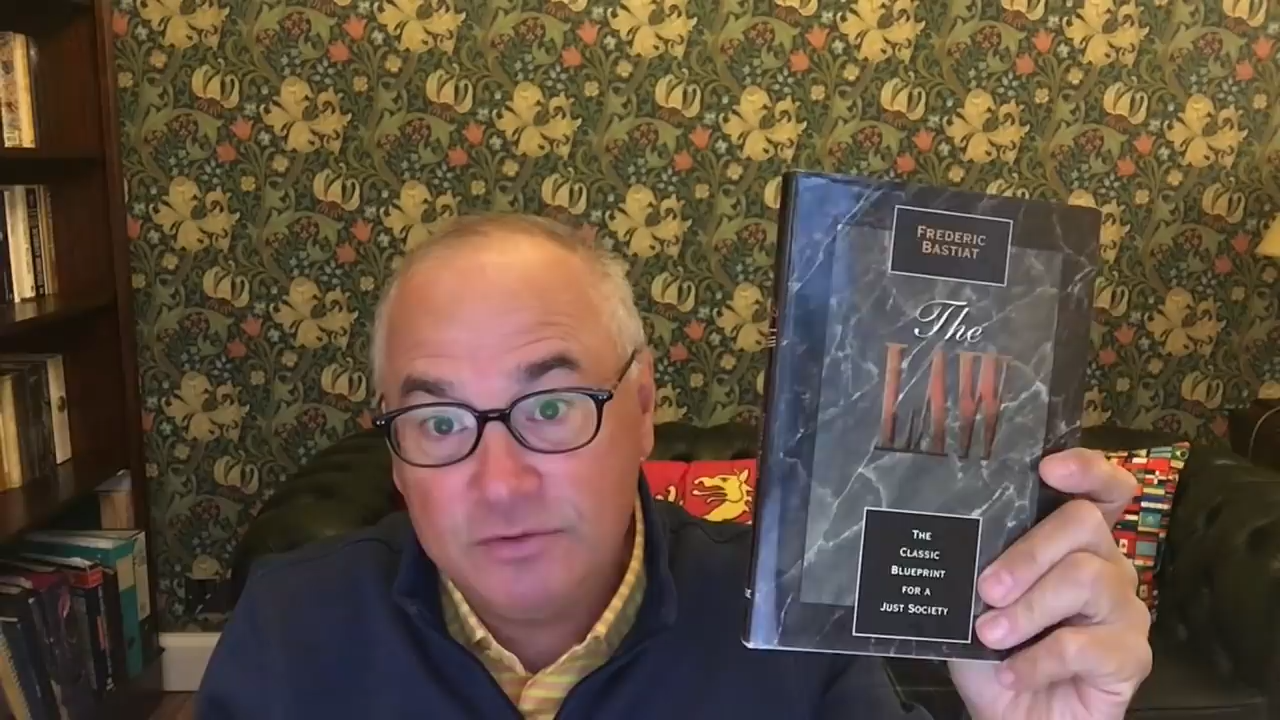 FREDERIC
BASTIAT
The
LAW
THE
CLASSIC
BLUEPRINT
FOR A
JUST SOCIETY